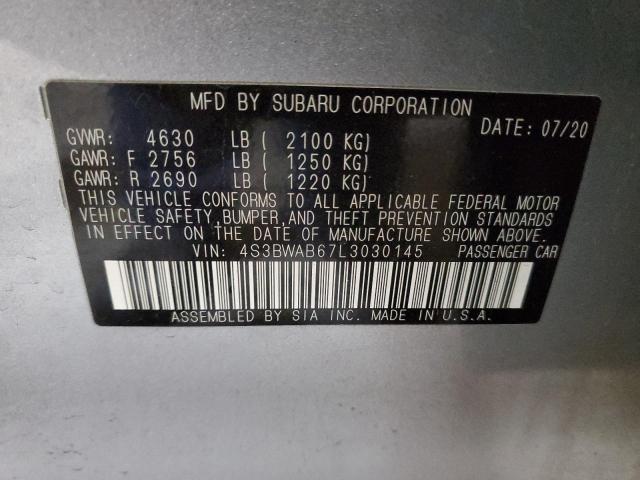 MFD BY SUBARU CORPORATION
DATE: 07/20
GVWR: 4630 LB ( 2100 KG)
GAWR: F 2756 LB ( 1250 KG)
GAWR: R 2690 LB ( 1220 KG)
THIS VEHICLE CONFORMS TO ALL APPLICABLE FEDERAL MOTOR
VEHICLE SAFETY, BUMPER, AND THEFT PREVENTION STANDARDS
IN EFFECT ON THE DATE OF MANUFACTURE SHOWN ABOVE.
VIN: 4S3BWAB67L3030145 PASSENGER CAR
ASSEMBLED BY SIA INC. MADE IN U.S.A.